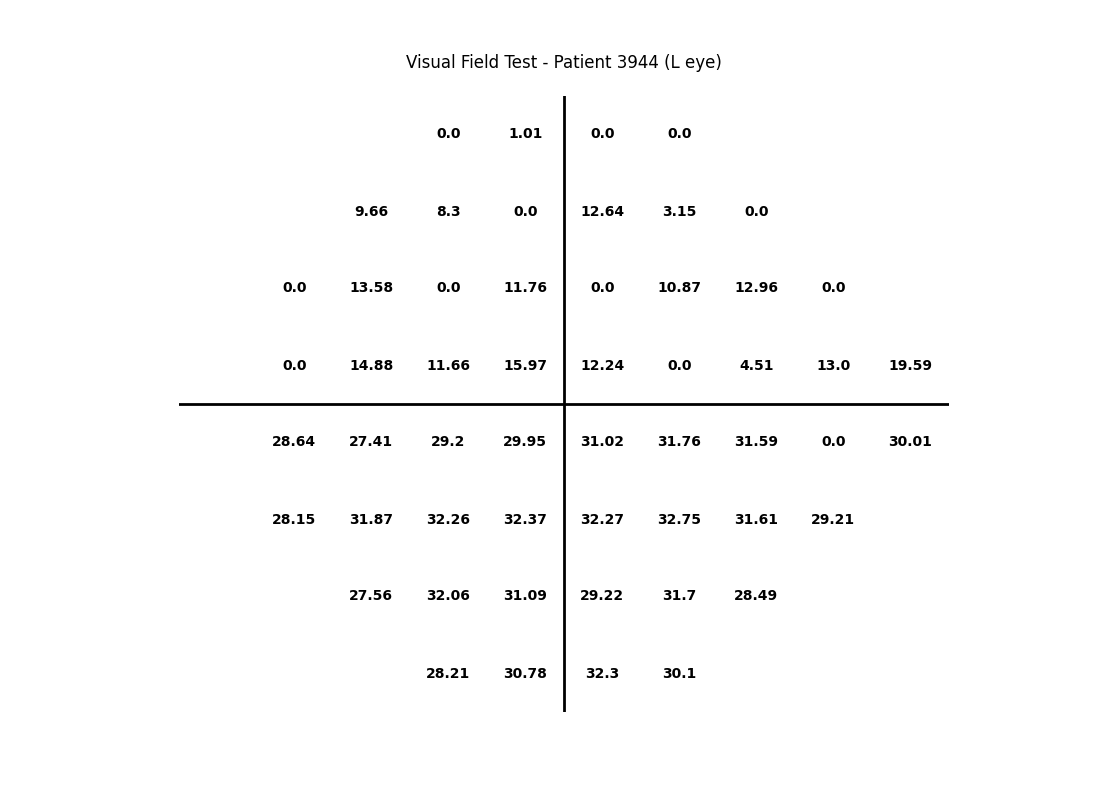 Visual Field Test - Patient 3944 (L eye)
0.0 1.01 0.0 0.0
9.66 8.3 0.0 12.64 3.15 0.0
0.0 13.58 0.0 11.76 0.0 10.87 12.96 0.0
0.0 14.88 11.66 15.97 12.24 0.0 4.51 13.0 19.59
28.64 27.41 29.2 29.95 31.02 31.76 31.59 0.0 30.01
28.15 31.87 32.26 32.37 32.27 32.75 31.61 29.21
27.56 32.06 31.09 29.22 31.7 28.49
28.21 30.78 32.3 30.1